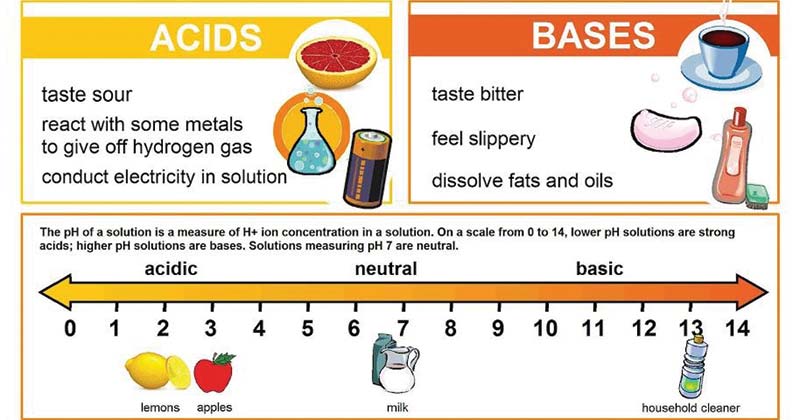 ACIDS
taste sour
react with some metals
to give off hydrogen gas
conduct electricity in solution
BASES
taste bitter
feel slippery
dissolve fats and oils
The pH of a solution is a measure of H+ ion concentration in a solution. On a scale from 0 to 14, lower pH solutions are strong
acids; higher pH solutions are bases. Solutions measuring pH 7 are neutral.
acidic neutral basic
0 1 2 3 4 5 6 7 8 9 10 11 12 13 14
lemons apples milk household cleaner